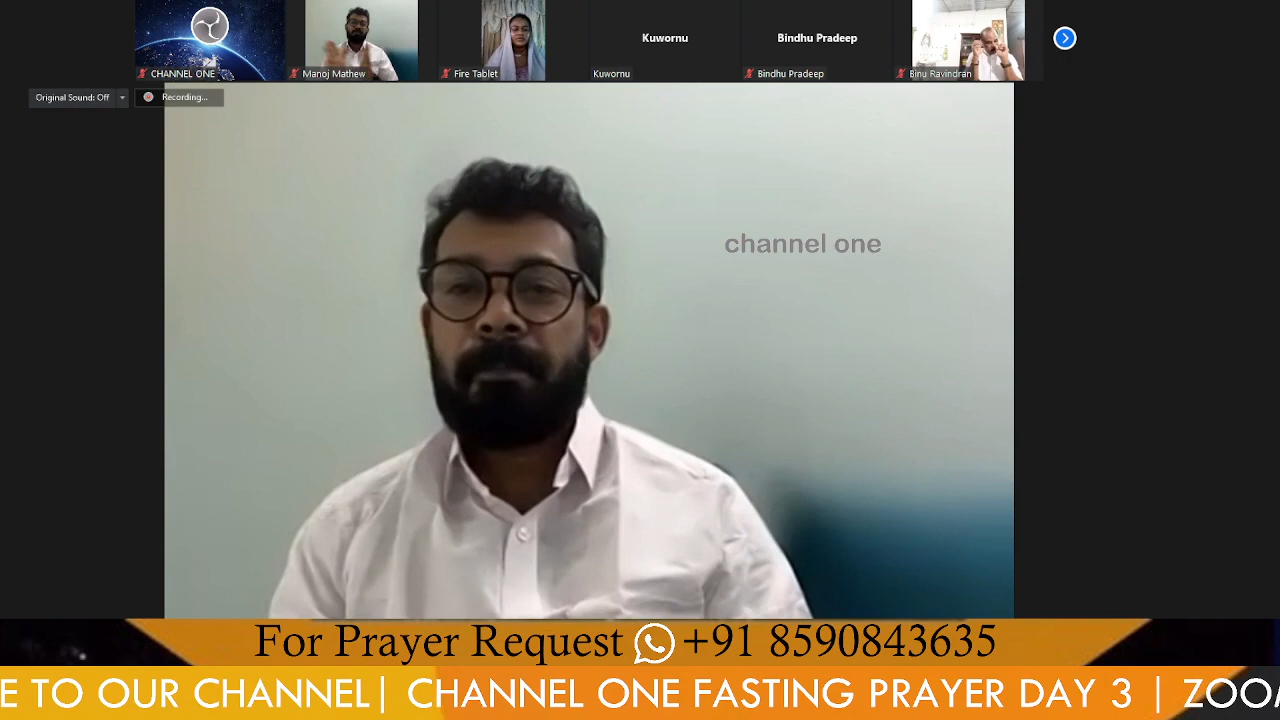 Kuwornu
Bindhu Pradeep
CHANNEL ONE
Manoj Mathew
Fire Tablet
Kuwornu
Bindhu Pradeep
Binu Ravindran
Original Sound: Off
Recording...
channel one
For Prayer Request +91 8590843635
E TO OUR CHANNEL| CHANNEL ONE FASTING PRAYER DAY 3 | ZOO